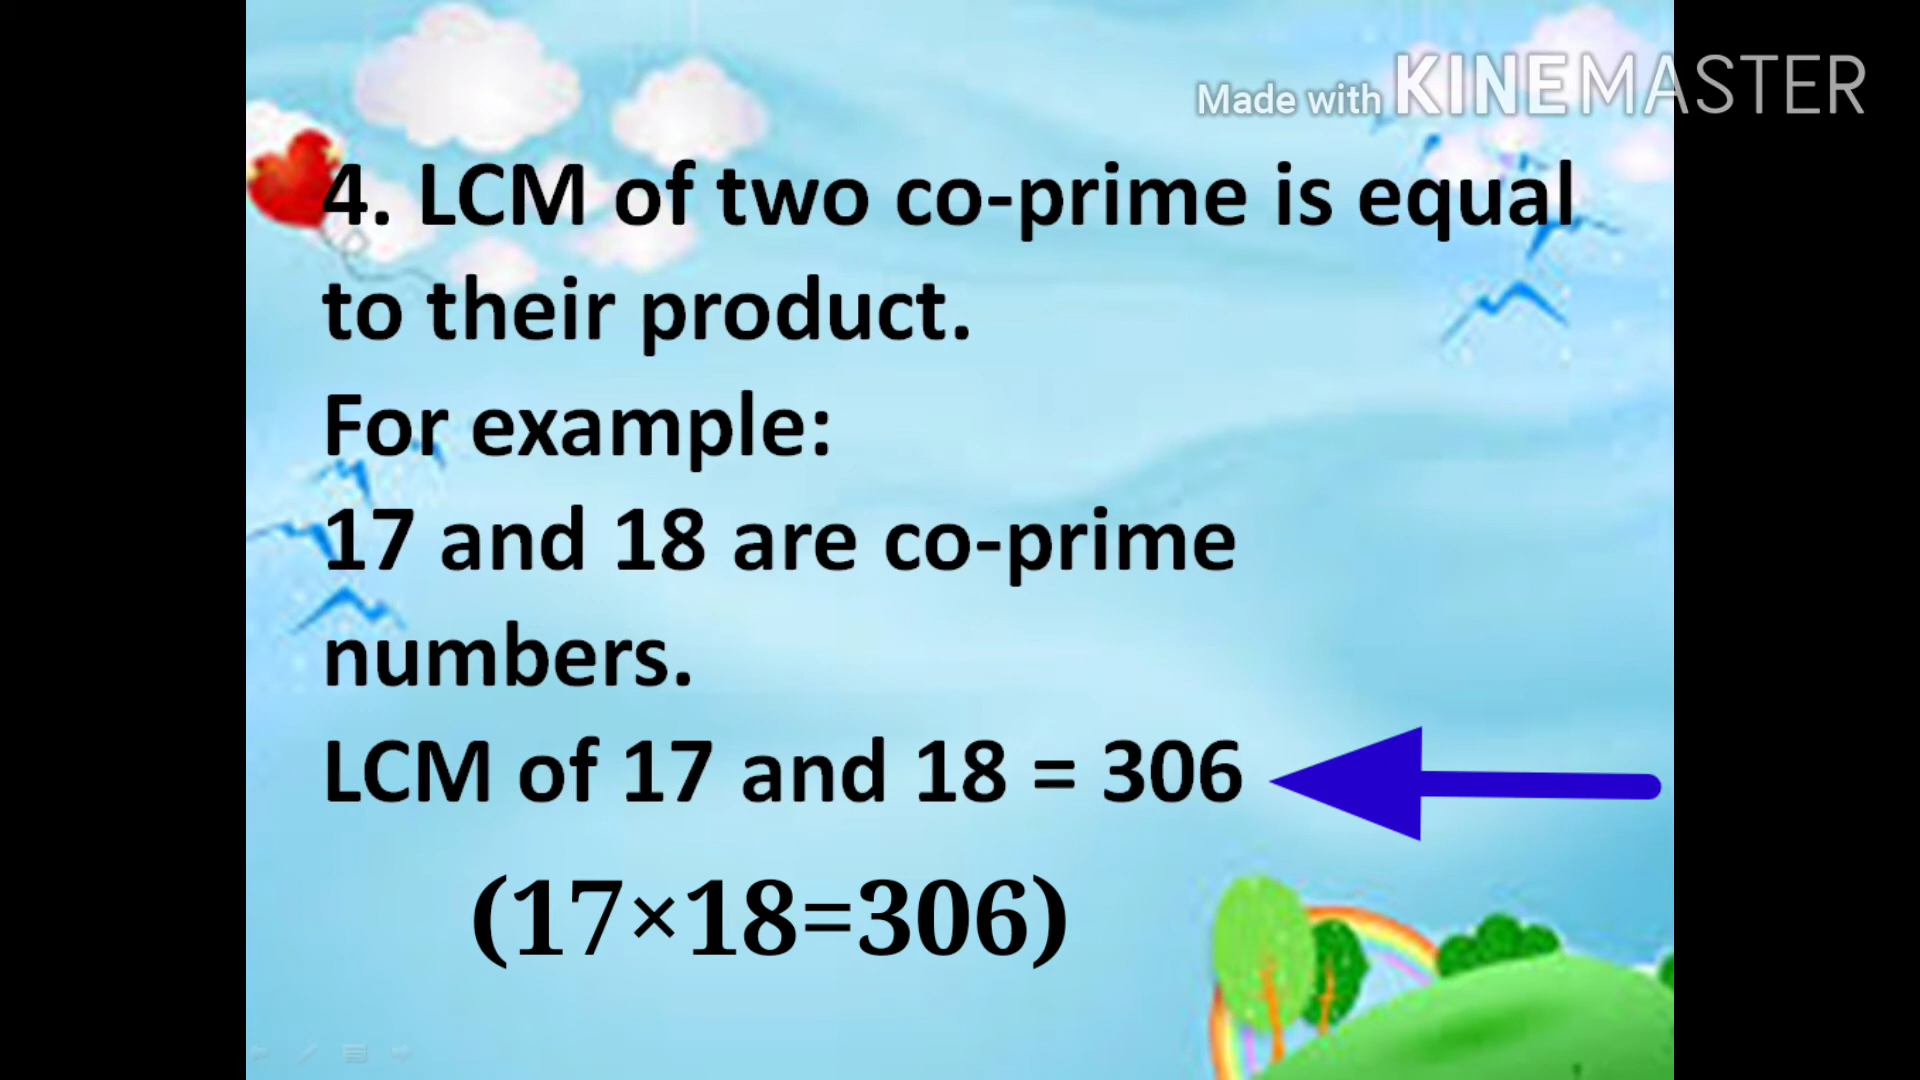 Made with KINEMASTER
4. LCM of two co-prime is equal
to their product.
For example:
17 and 18 are co-prime
numbers.
LCM of 17 and 18 = 306
(17×18=306)